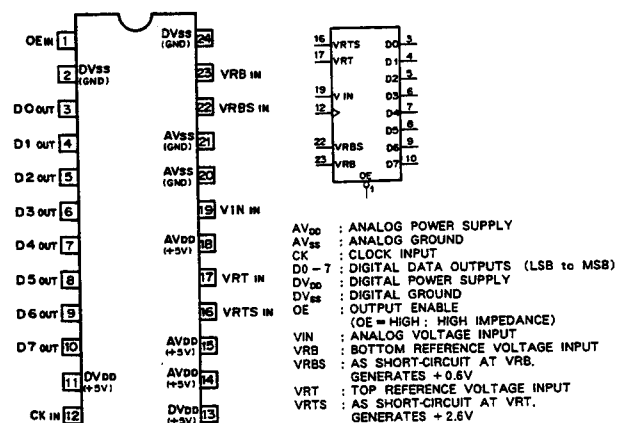 OE IN 1
2 DVSS (GND)
D0 OUT 3
D1 OUT 4
D2 OUT 5
D3 OUT 6
D4 OUT 7
D5 OUT 8
D6 OUT 9
D7 OUT 10
11 DVDD (+5V)
CK IN 12
DVSS (GND) 24
23 VRB IN
22 VRBS IN
AVSS (GND) 21
AVSS (GND) 20
19 VIN IN
AVDD (+5V) 18
17 VRT IN
16 VRTS IN
AVDD (+5V) 15
AVDD (+5V) 14
DVDD (+5V) 13
16 VRTS D0 3
17 VRT D1 4
D2 5
19 V IN D3 6
12 D4 7
D5 8
22 VRBS D6 9
23 VRB D7 10
OE
1
AVDD : ANALOG POWER SUPPLY
AVSS : ANALOG GROUND
CK : CLOCK INPUT
D0 - 7 : DIGITAL DATA OUTPUTS (LSB to MSB)
DVDD : DIGITAL POWER SUPPLY
DVSS : DIGITAL GROUND
OE : OUTPUT ENABLE
(OE = HIGH ; HIGH IMPEDANCE)
VIN : ANALOG VOLTAGE INPUT
VRB : BOTTOM REFERENCE VOLTAGE INPUT
VRBS : AS SHORT-CIRCUIT AT VRB,
GENERATES +0.6V
VRT : TOP REFERENCE VOLTAGE INPUT
VRTS : AS SHORT-CIRCUIT AT VRT,
GENERATES +2.6V